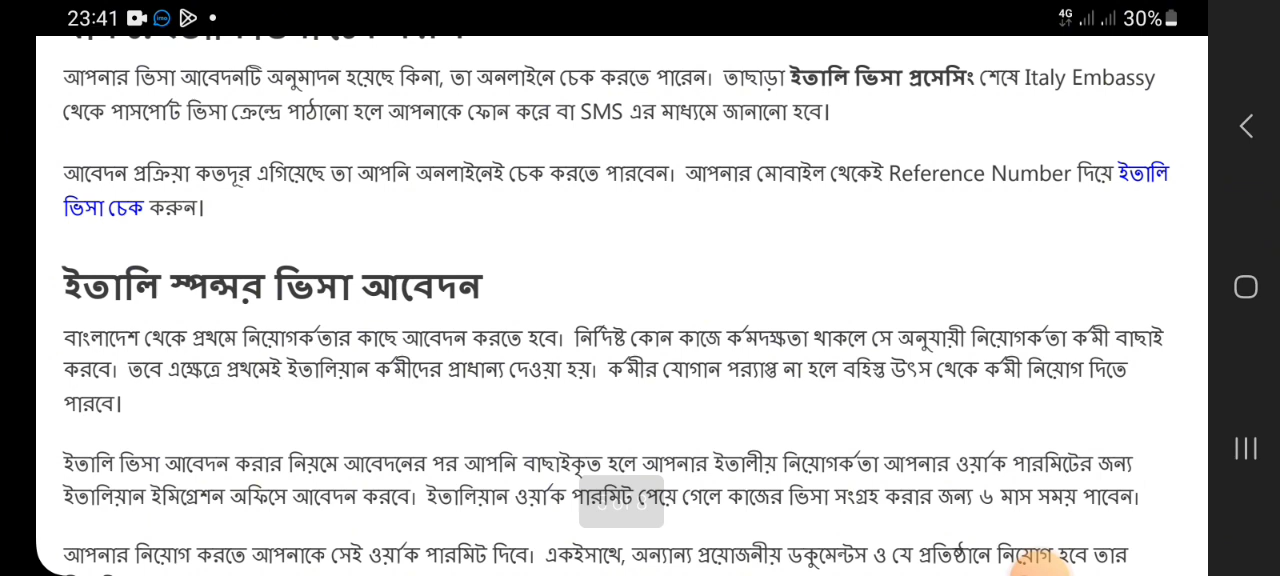 23:41
4G
30%
আপনার ভিসা আবেদনটি অনুমাদন হয়েছে কিনা, তা অনলাইনে চেক করতে পারেন। তাছাড়া ইতালি ভিসা প্রসেসিং শেষে Italy Embassy
থেকে পাসপোর্ট ভিসা ক্রেন্দ্রে পাঠানো হলে আপনাকে ফোন করে বা SMS এর মাধ্যমে জানানো হবে।
আবেদন প্রক্রিয়া কতদূর এগিয়েছে তা আপনি অনলাইনেই চেক করতে পারবেন। আপনার মোবাইল থেকেই Reference Number দিয়ে ইতালি
ভিসা চেক করুন।
ইতালি স্পন্সর ভিসা আবেদন
বাংলাদেশ থেকে প্রথমে নিয়োগকর্তার কাছে আবেদন করতে হবে। নির্দিষ্ট কোন কাজে কর্মদক্ষতা থাকলে সে অনুযায়ী নিয়োগকর্তা কর্মী বাছাই
করবে। তবে এক্ষেত্রে প্রথমেই ইতালিয়ান কর্মীদের প্রাধান্য দেওয়া হয়। কর্মীর যোগান পর‍্যাপ্ত না হলে বহিস্ত উৎস থেকে কর্মী নিয়োগ দিতে
পারবে।
ইতালি ভিসা আবেদন করার নিয়মে আবেদনের পর আপনি বাছাইকৃত হলে আপনার ইতালীয় নিয়োগকর্তা আপনার ওয়ার্ক পারমিটের জন্য
ইতালিয়ান ইমিগ্রেশন অফিসে আবেদন করবে। ইতালিয়ান ওয়ার্ক পারমিট পেয়ে গেলে কাজের ভিসা সংগ্রহ করার জন্য ৬ মাস সময় পাবেন।
আপনার নিয়োগ করতে আপনাকে সেই ওয়ার্ক পারমিট দিবে। একইসাথে, অন্যান্য প্রয়োজনীয় ডকুমেন্টস ও যে প্রতিষ্ঠানে নিয়োগ হবে তার